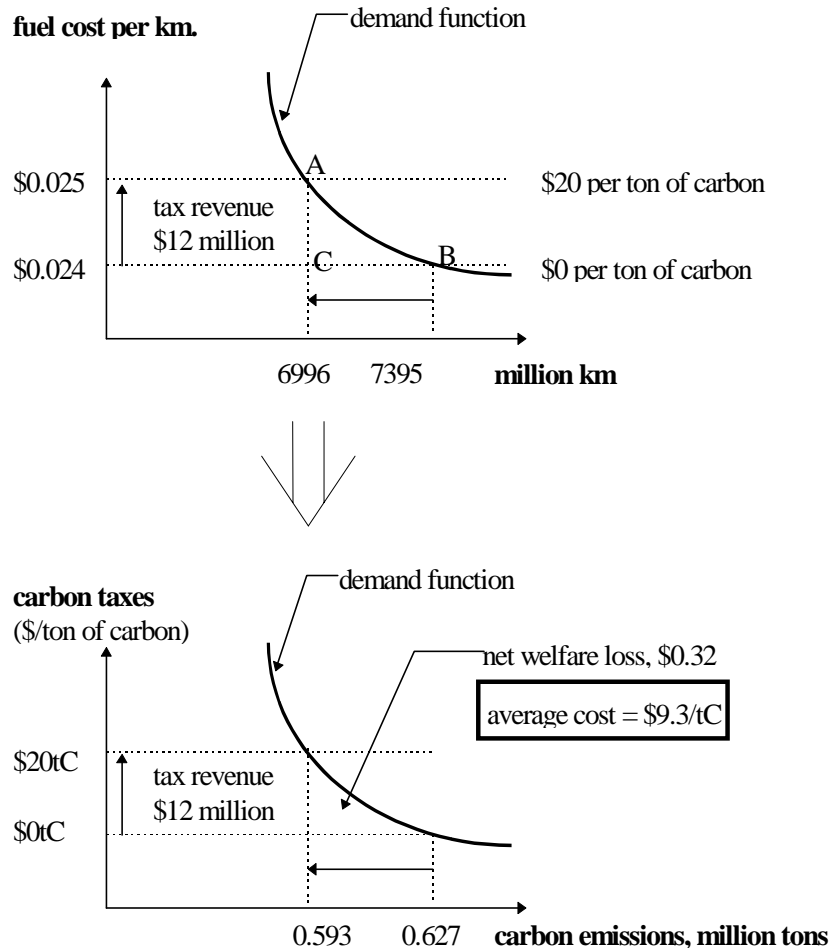 fuel cost per km.
demand function
A
$0.025
$20 per ton of carbon
tax revenue
$12 million
$0.024
C
B
$0 per ton of carbon
6996
7395
million km
demand function
carbon taxes
($/ton of carbon)
net welfare loss, $0.32
average cost = $9.3/tC
$20tC
tax revenue
$12 million
$0tC
0.593
0.627
carbon emissions, million tons